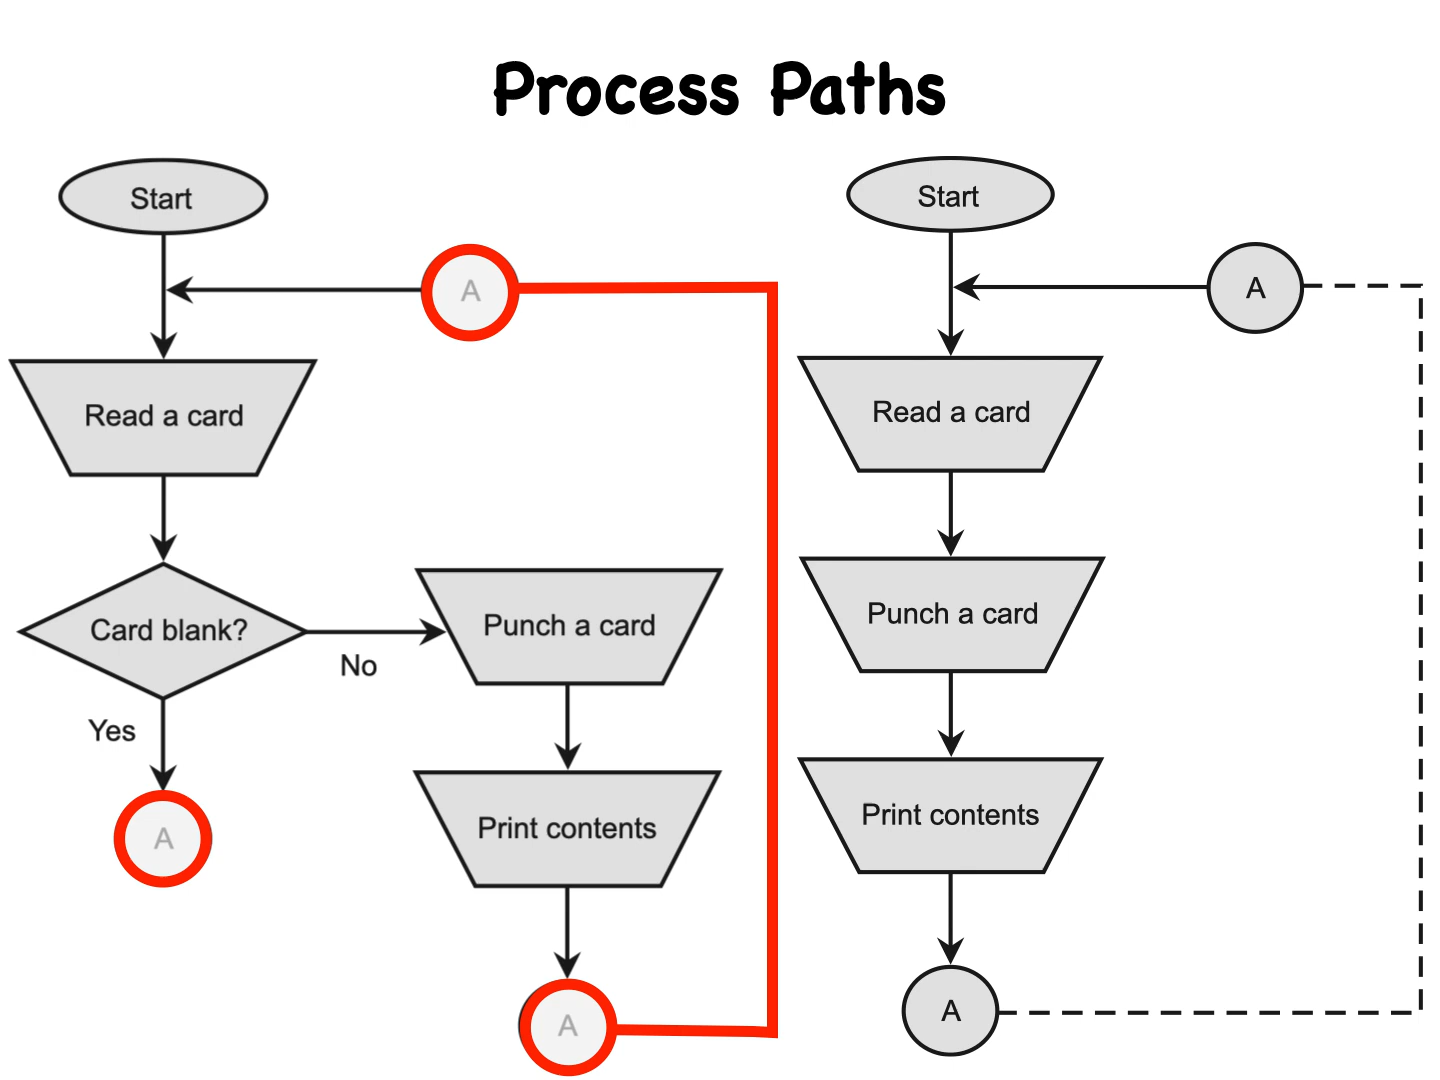 Process Paths
Start
A
Read a card
Card blank?
No
Yes
A
Punch a card
Print contents
A
Start
A
Read a card
Punch a card
Print contents
A